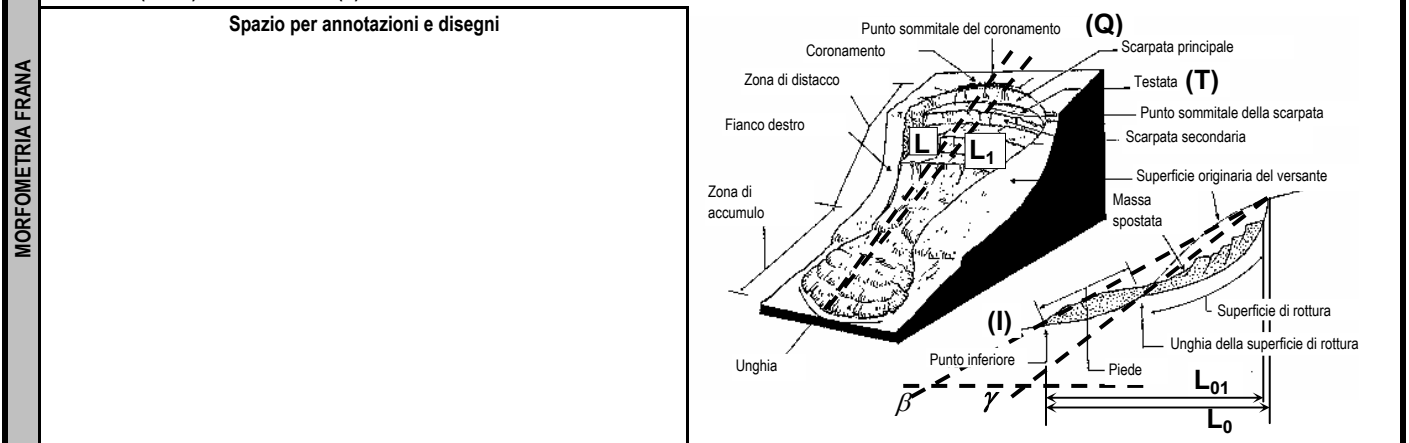 MORFOMETRIA FRANA
Spazio per annotazioni e disegni
Punto sommitale del coronamento
(Q)
Coronamento
Scarpata principale
Zona di distacco
Testata (T)
Punto sommitale della scarpata
Fianco destro
Scarpata secondaria
L
L1
Superficie originaria del versante
Zona di
accumulo
Massa
spostata
(I)
Superficie di rottura
Unghia della superficie di rottura
Punto inferiore
Unghia
Piede
L01
β
γ
L0